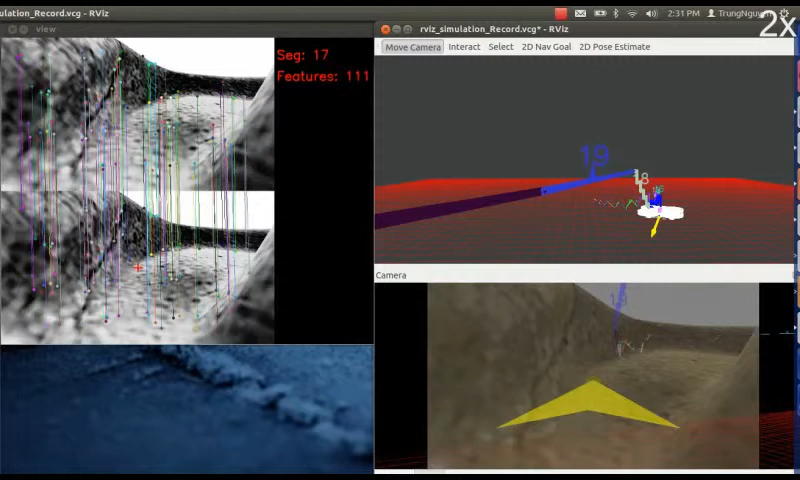 ulation_Record.vcg - RViz
2:31 PM
TrungNguy
2x
view
rviz_simulation_Record.vcg* - RViz
Move Camera
Interact
Select
2D Nav Goal
2D Pose Estimate
Seg: 17
Features: 111
19
18
Camera